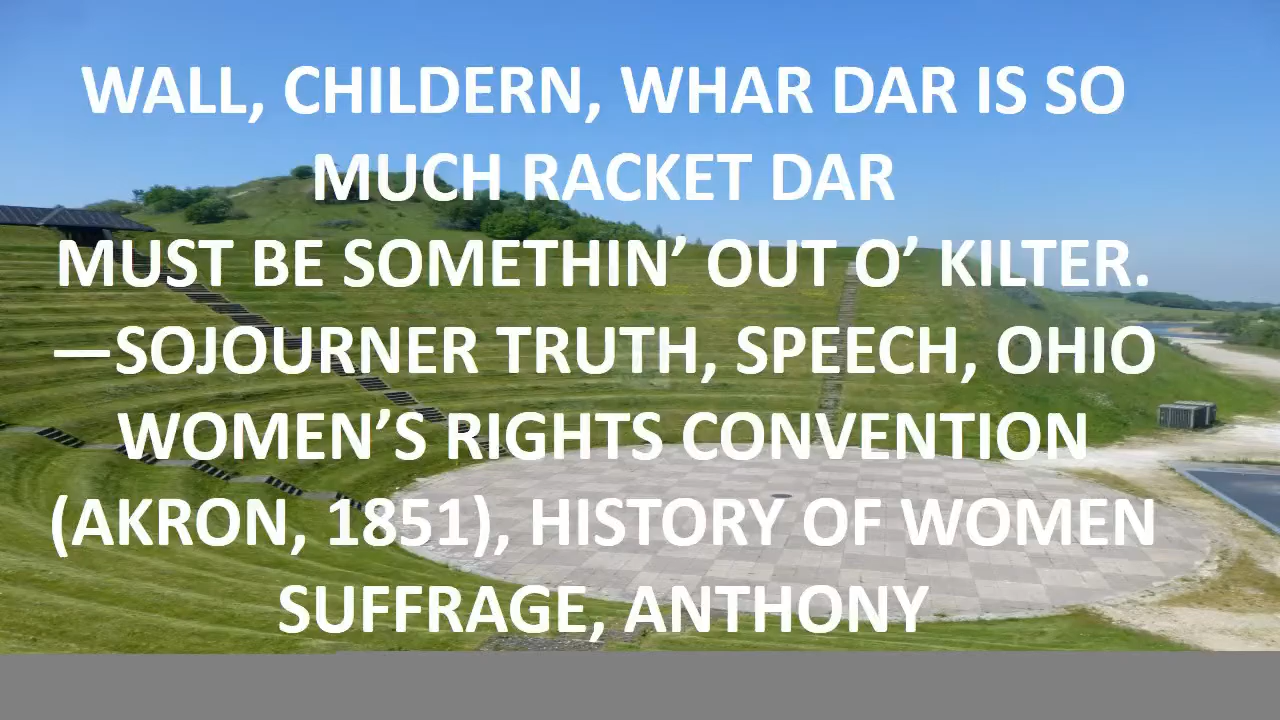 WALL, CHILDERN, WHAR DAR IS SO
MUCH RACKET DAR
MUST BE SOMETHIN’ OUT O’ KILTER.
—SOJOURNER TRUTH, SPEECH, OHIO
WOMEN’S RIGHTS CONVENTION
(AKRON, 1851), HISTORY OF WOMEN
SUFFRAGE, ANTHONY